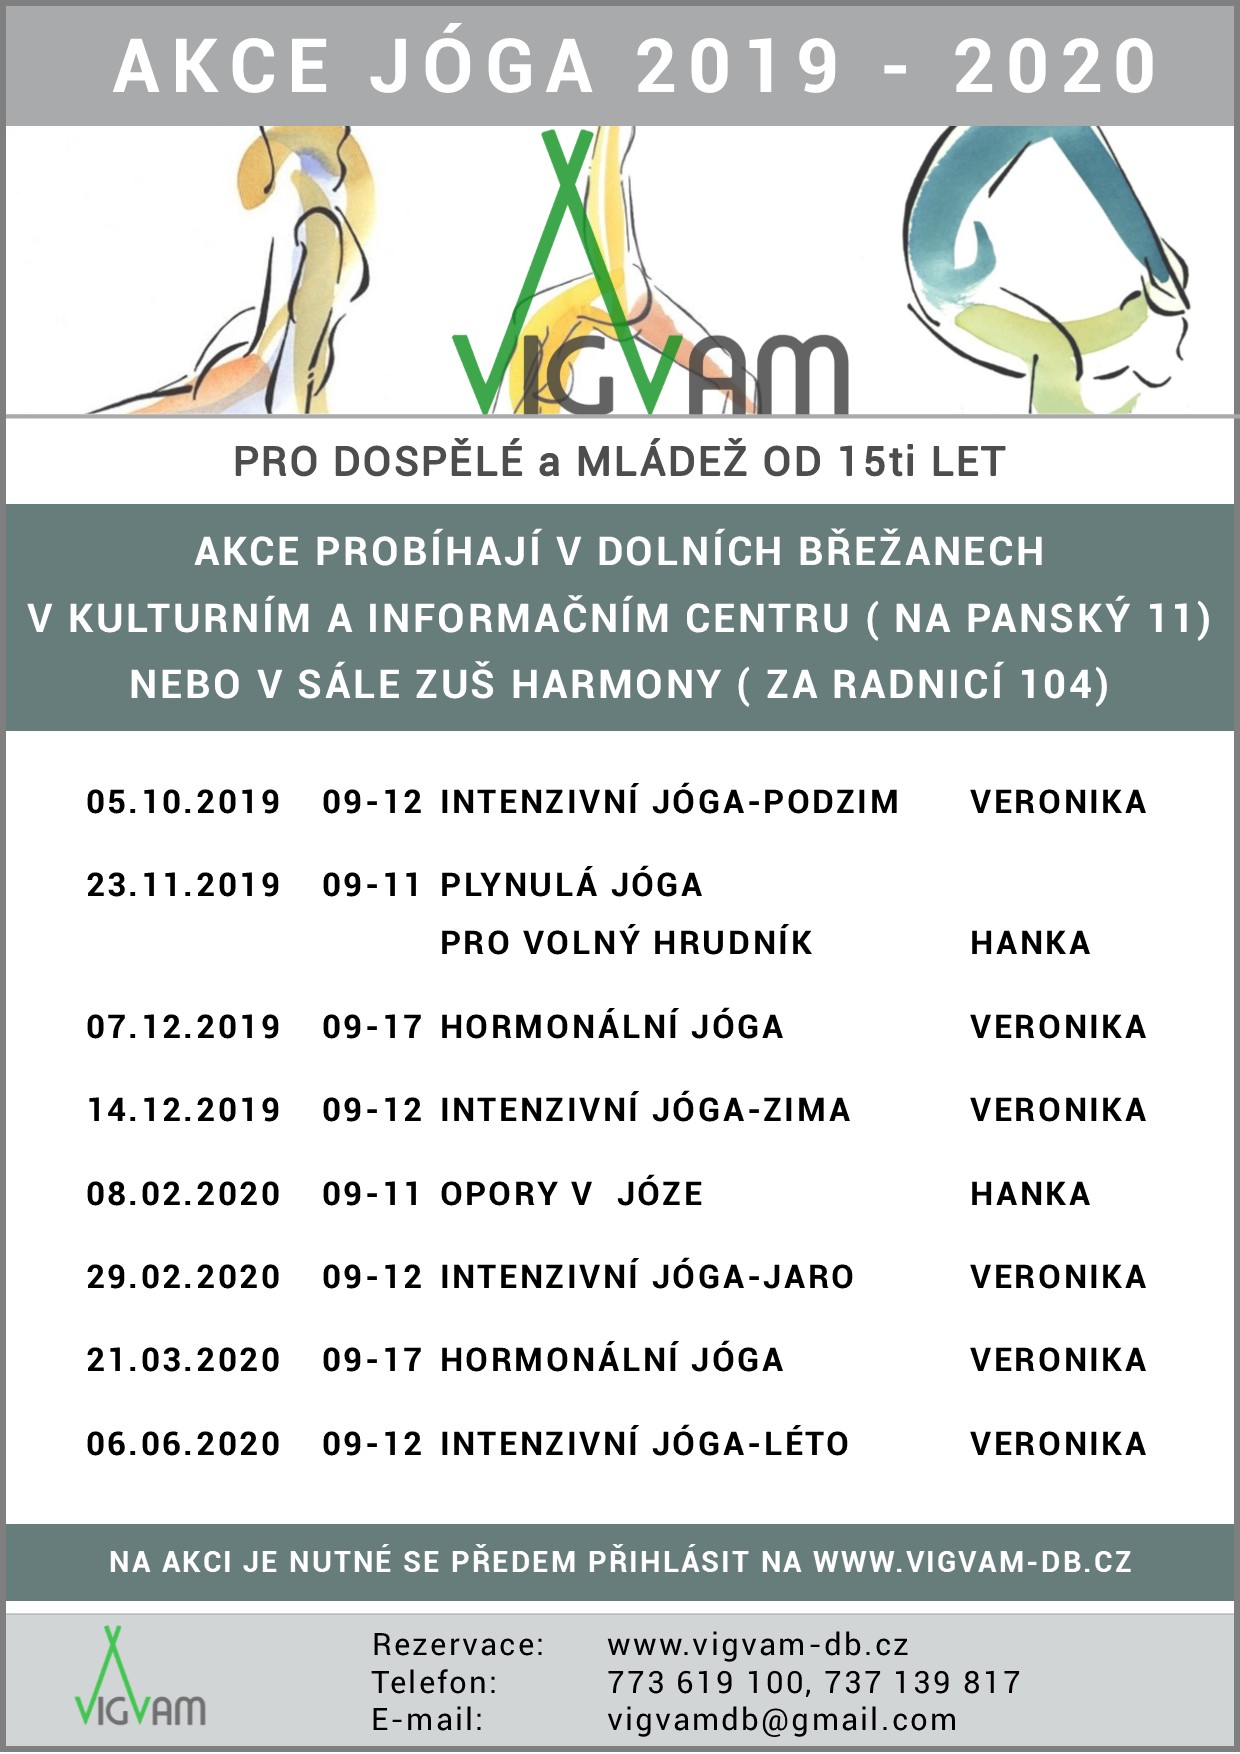 AKCE JÓGA 2019 - 2020
VIGVAM
PRO DOSPĚLÉ a MLÁDEŽ OD 15ti LET
AKCE PROBÍHAJÍ V DOLNÍCH BŘEŽANECH
V KULTURNÍM A INFORMAČNÍM CENTRU ( NA PANSKÝ 11)
NEBO V SÁLE ZUŠ HARMONY ( ZA RADNICÍ 104)
05.10.2019 09-12 INTENZIVNÍ JÓGA-PODZIM VERONIKA
23.11.2019 09-11 PLYNULÁ JÓGA
PRO VOLNÝ HRUDNÍK HANKA
07.12.2019 09-17 HORMONÁLNÍ JÓGA VERONIKA
14.12.2019 09-12 INTENZIVNÍ JÓGA-ZIMA VERONIKA
08.02.2020 09-11 OPORY V JÓZE HANKA
29.02.2020 09-12 INTENZIVNÍ JÓGA-JARO VERONIKA
21.03.2020 09-17 HORMONÁLNÍ JÓGA VERONIKA
06.06.2020 09-12 INTENZIVNÍ JÓGA-LÉTO VERONIKA
NA AKCI JE NUTNÉ SE PŘEDEM PŘIHLÁSIT NA WWW.VIGVAM-DB.CZ
VIGVAM
Rezervace: www.vigvam-db.cz
Telefon: 773 619 100, 737 139 817
E-mail: vigvamdb@gmail.com